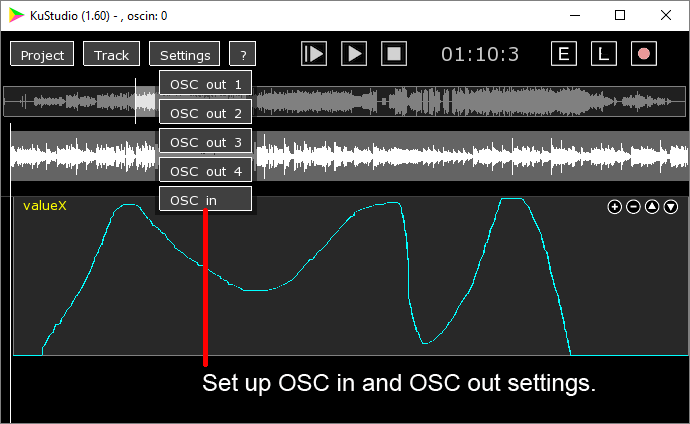 KuStudio (1.60) - , oscin: 0
Project Track Settings ? 01:10:3 E L
OSC out 1
OSC out 2
OSC out 3
OSC out 4
OSC in
valueX
Set up OSC in and OSC out settings.